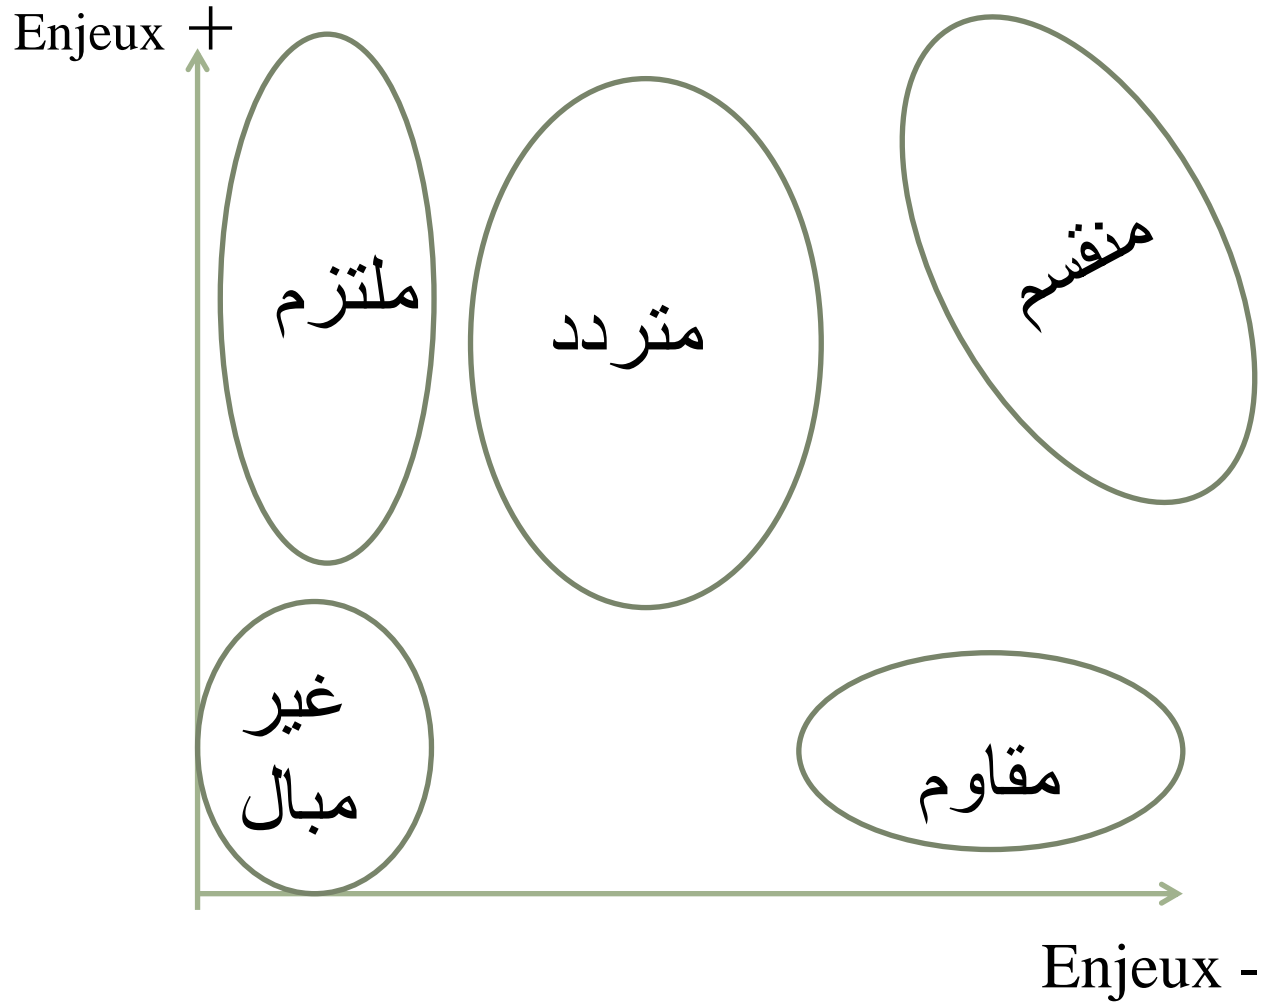 Enjeux +
ملتزم
متردد
منقسم
غير
مبال
مقاوم
Enjeux -